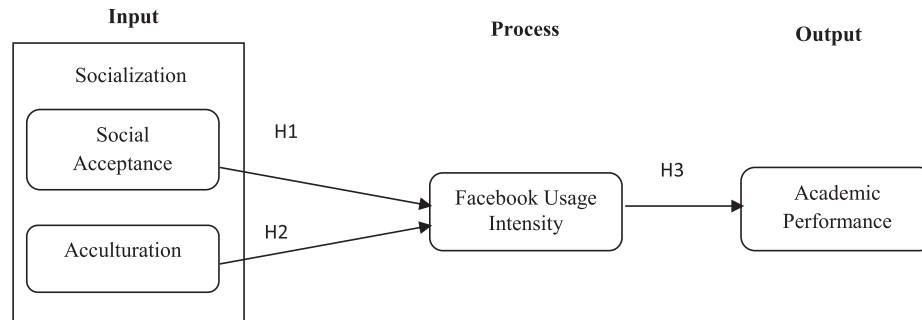 Input
Process
Output
Socialization
Social
Acceptance
H1
H2
Acculturation
Facebook Usage
Intensity
H3
Academic
Performance